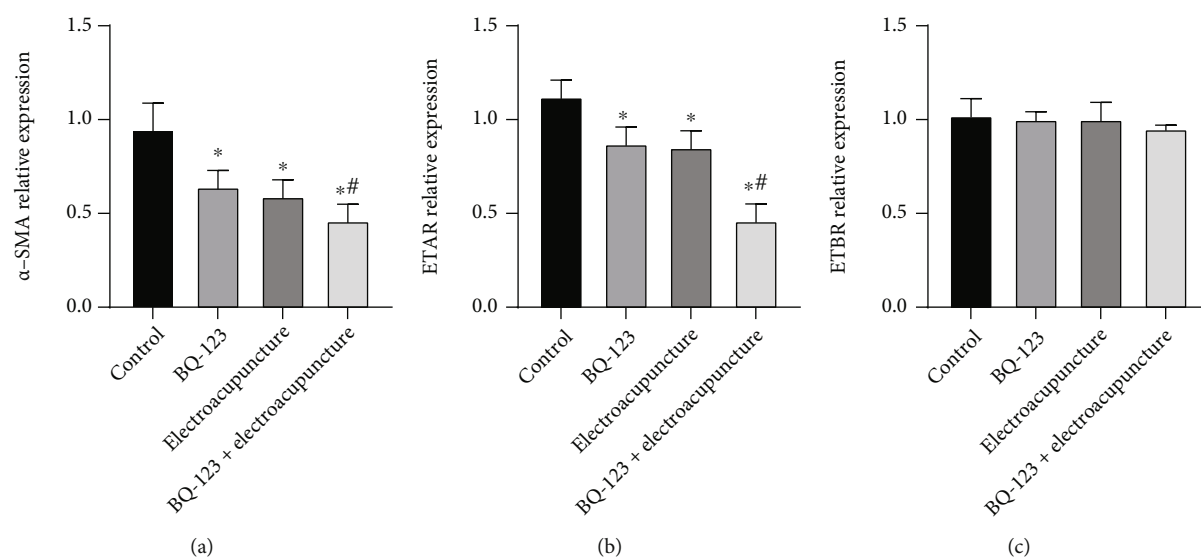 α–SMA relative expression
1.5
1.0
0.5
0.0
*
*
*#
Control
BQ-123
Electroacupuncture
BQ-123 + electroacupuncture
(a)
ETAR relative expression
1.5
1.0
0.5
0.0
*
*
*#
Control
BQ-123
Electroacupuncture
BQ-123 + electroacupuncture
(b)
ETBR relative expression
1.5
1.0
0.5
0.0
Control
BQ-123
Electroacupuncture
BQ-123 + electroacupuncture
(c)